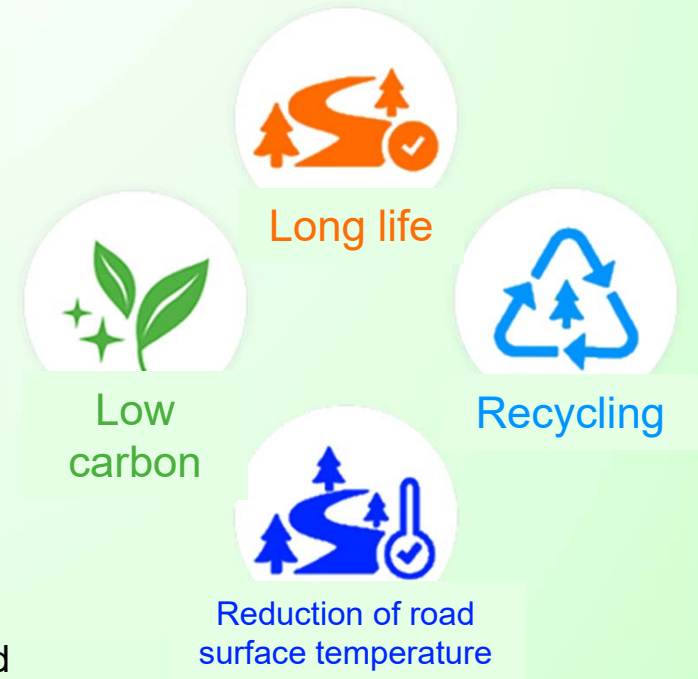 Long life
Low
carbon
Recycling
Reduction of road
surface temperature